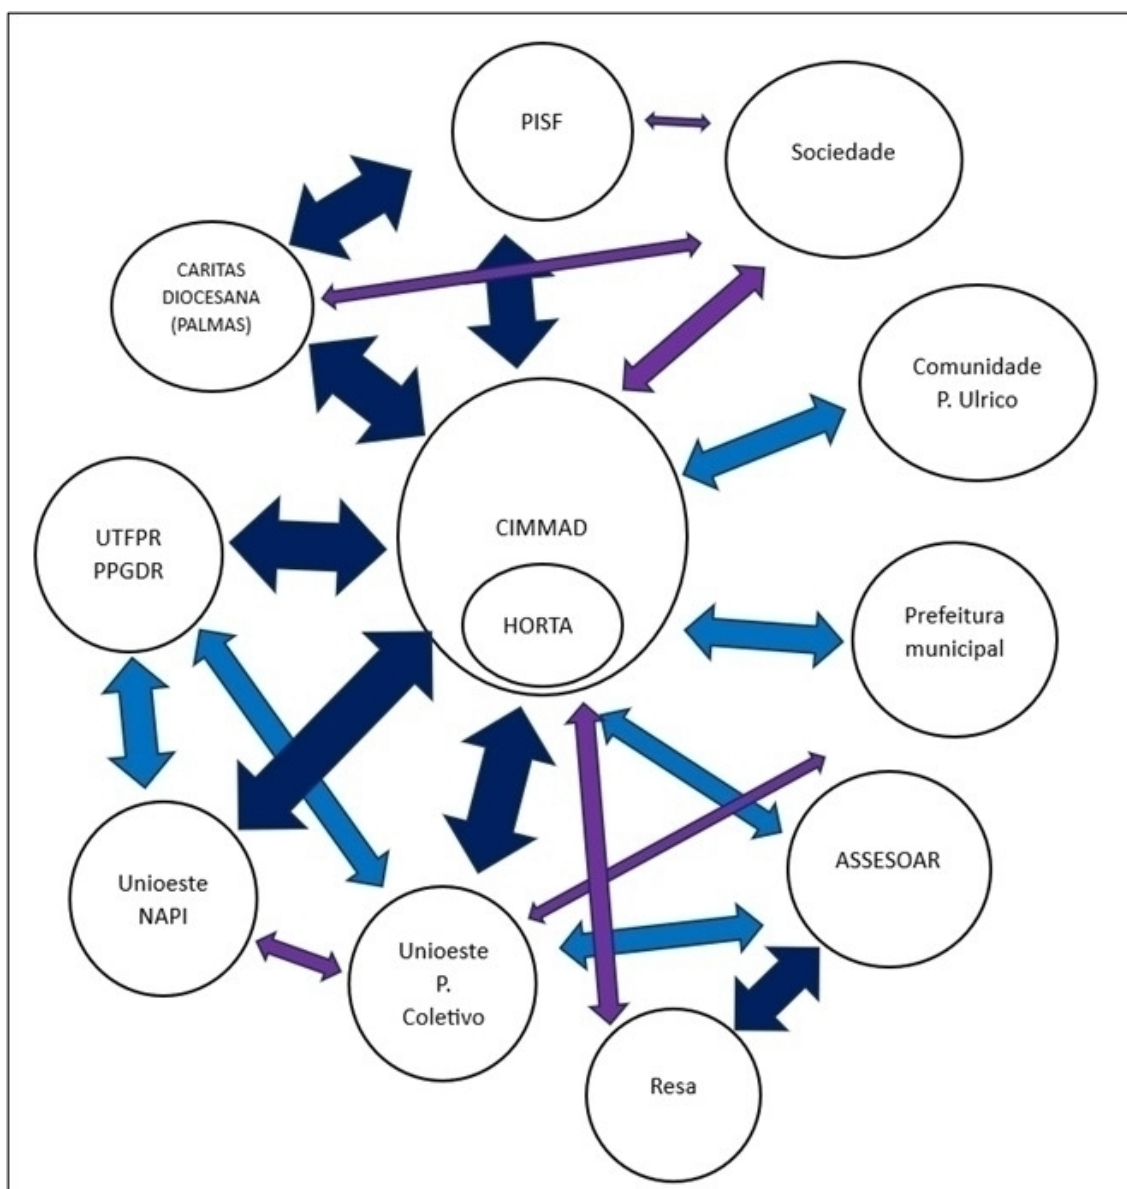 PISF
Sociedade
CARITAS
DIOCESANA
(PALMAS)
Comunidade
P. Ulrico
CIMMAD
UTFPR
PPGDR
HORTA
Prefeitura
municipal
ASSESOAR
Unioeste
NAPI
Unioeste
P.
Coletivo
Resa